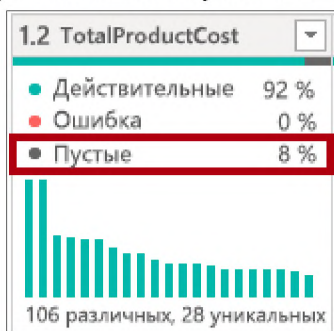 1.2 TotalProductCost
Действительные 92 %
Ошибка 0 %
Пустые 8 %
106 различных, 28 уникальных